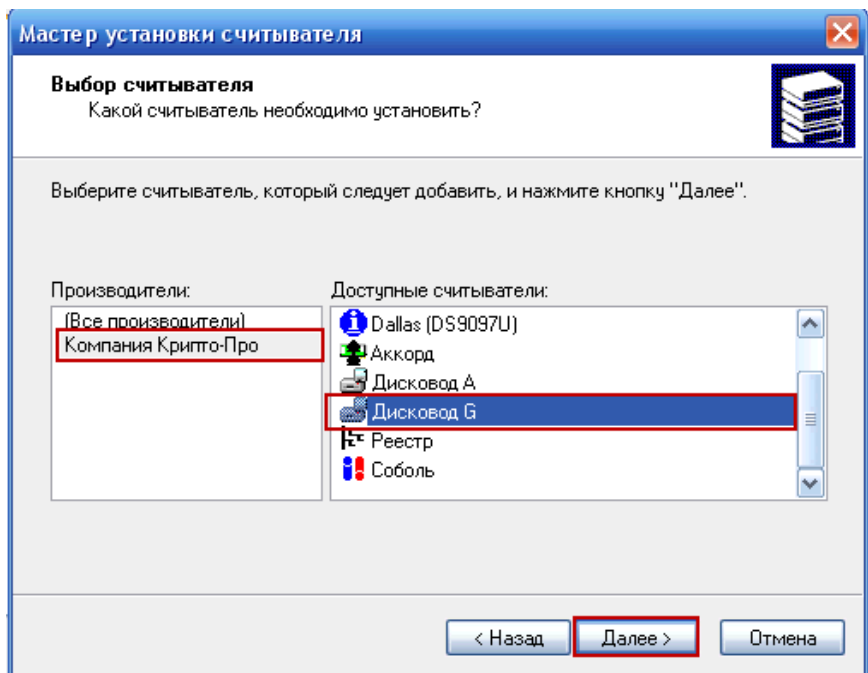 Мастер установки считывателя
Выбор считывателя
Какой считыватель необходимо установить?
Выберите считыватель, который следует добавить, и нажмите кнопку "Далее".
Производители:
(Все производители)
Компания Крипто-Про
Доступные считыватели:
Dallas (DS9097U)
Аккорд
Дисковод A
Дисковод G
Реестр
Соболь
< Назад
Далее >
Отмена